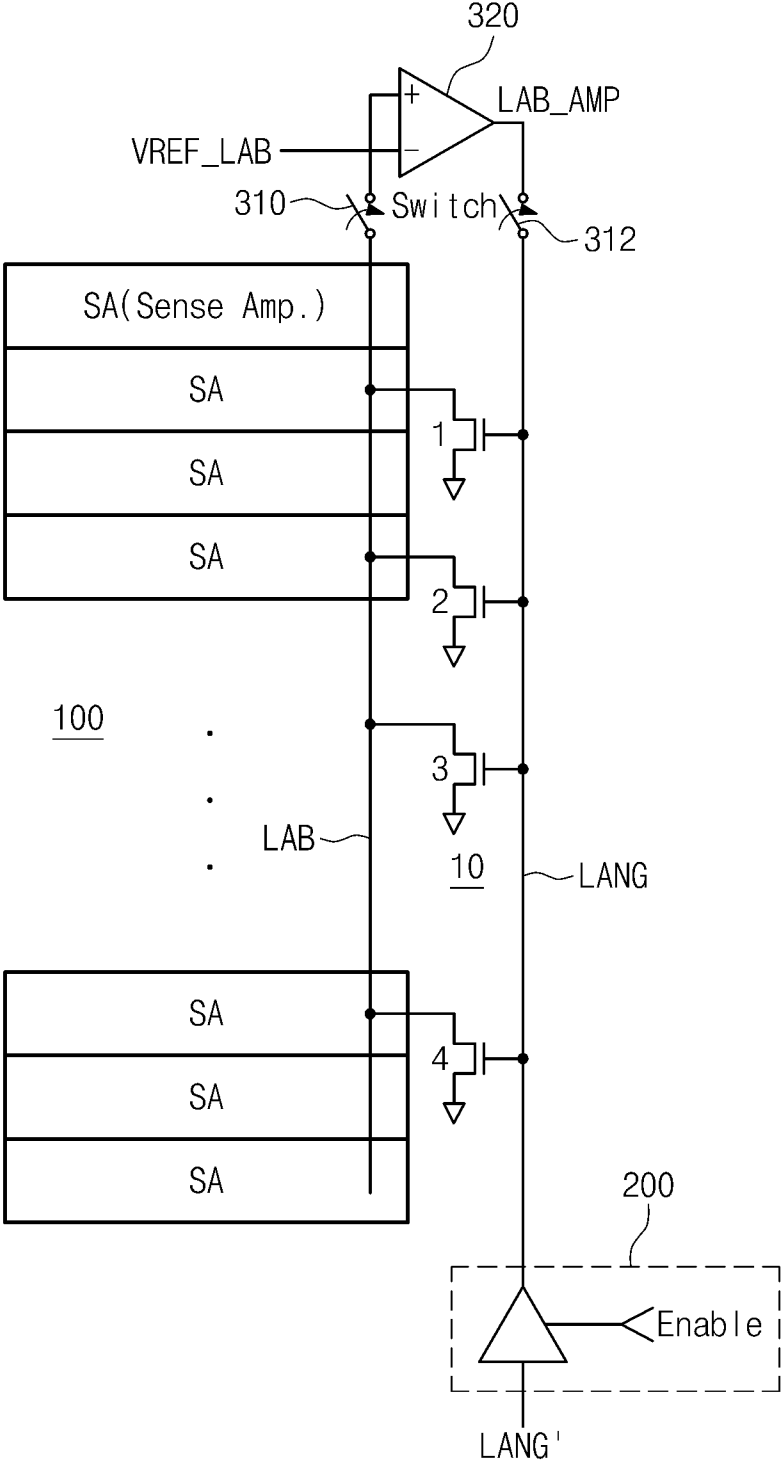 320
LAB_AMP
+
VREF_LAB
−
310
Switch
312
SA(Sense Amp.)
SA
1
SA
SA
2
100
3
LAB
10
LANG
SA
4
SA
SA
200
Enable
LANG'